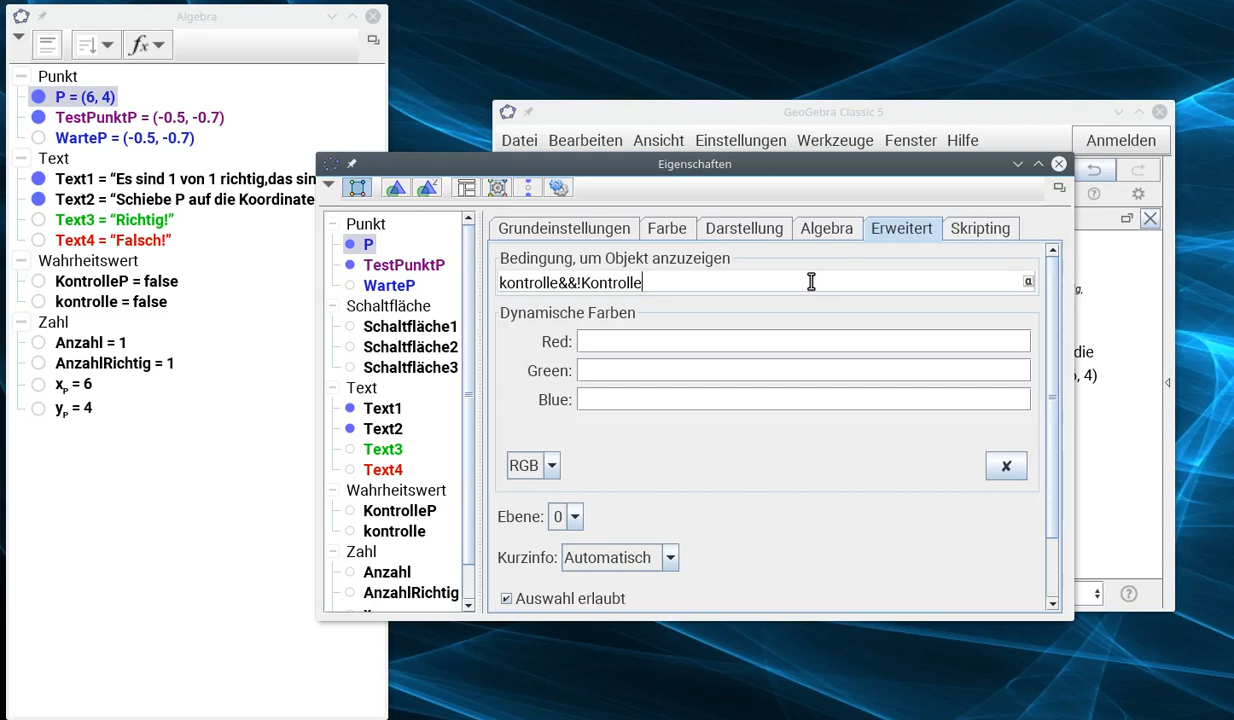 Algebra
fx
Punkt
P = (6, 4)
TestPunktP = (-0.5, -0.7)
WarteP = (-0.5, -0.7)
Text
Text1 = “Es sind 1 von 1 richtig,das sin
Text2 = “Schiebe P auf die Koordinate
Text3 = “Richtig!”
Text4 = “Falsch!”
Wahrheitswert
KontrolleP = false
kontrolle = false
Zahl
Anzahl = 1
AnzahlRichtig = 1
xP = 6
yP = 4
GeoGebra Classic 5
Datei Bearbeiten Ansicht Einstellungen Werkzeuge Fenster Hilfe Anmelden
Eigenschaften
Punkt
P
TestPunktP
WarteP
Schaltfläche
Schaltfläche1
Schaltfläche2
Schaltfläche3
Text
Text1
Text2
Text3
Text4
Wahrheitswert
KontrolleP
kontrolle
Zahl
Anzahl
AnzahlRichtig
Grundeinstellungen Farbe Darstellung Algebra Erweitert Skripting
Bedingung, um Objekt anzuzeigen
kontrolle&&!Kontrolle
α
Dynamische Farben
Red:
Green:
Blue:
RGB
✘
Ebene: 0
Kurzinfo: Automatisch
Auswahl erlaubt
die
, 4)